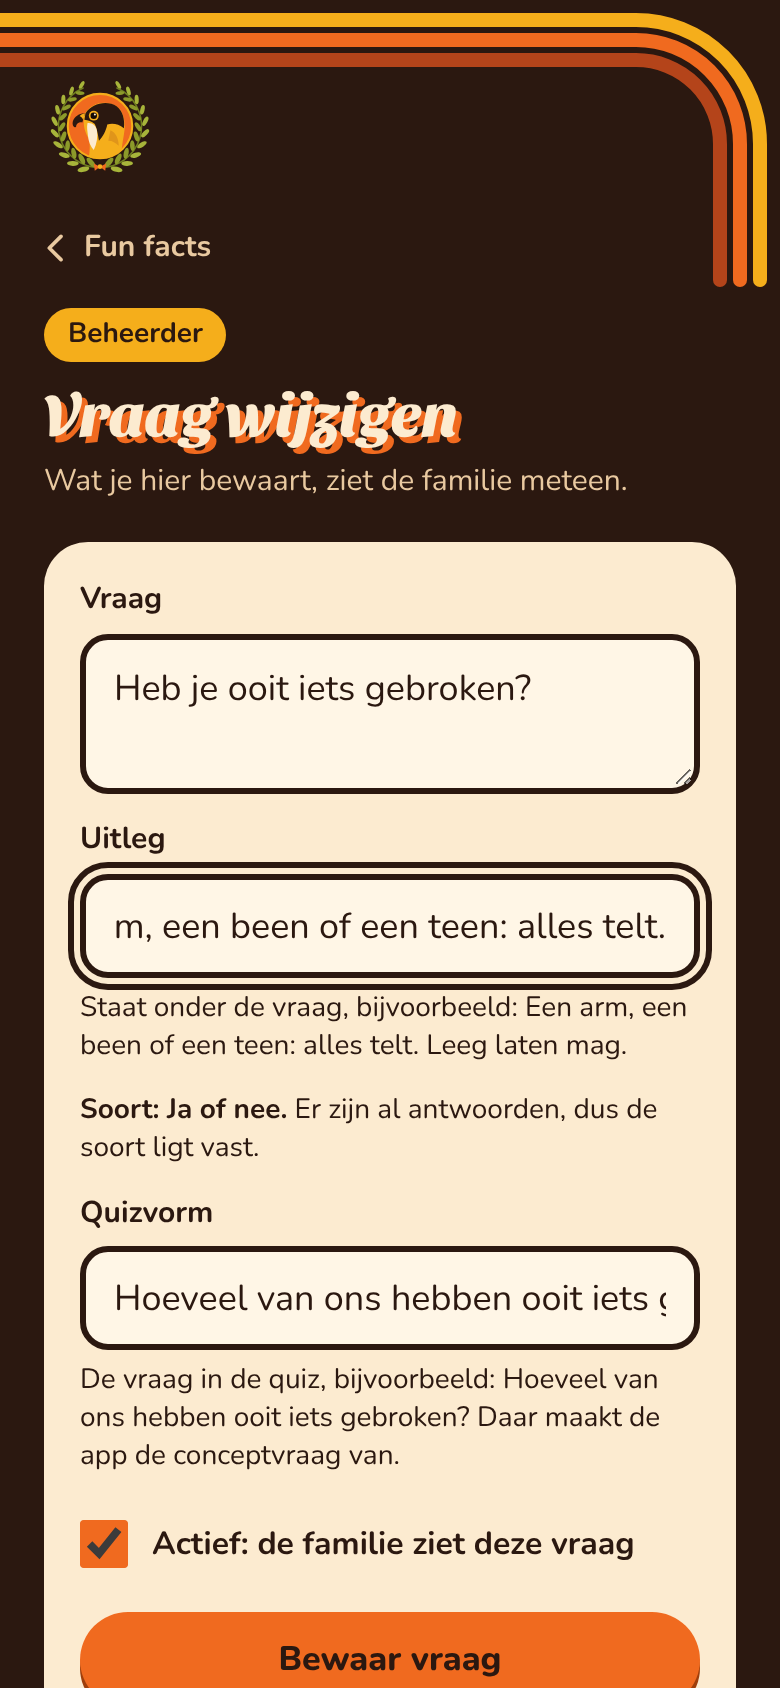 Fun facts
Beheerder
Vraag wijzigen
Wat je hier bewaart, ziet de familie meteen.
Vraag
Heb je ooit iets gebroken?
Uitleg
m, een been of een teen: alles telt.
Staat onder de vraag, bijvoorbeeld: Een arm, een
been of een teen: alles telt. Leeg laten mag.
Soort: Ja of nee. Er zijn al antwoorden, dus de
soort ligt vast.
Quizvorm
Hoeveel van ons hebben ooit iets
De vraag in de quiz, bijvoorbeeld: Hoeveel van
ons hebben ooit iets gebroken? Daar maakt de
app de conceptvraag van.
Actief: de familie ziet deze vraag
Bewaar vraag